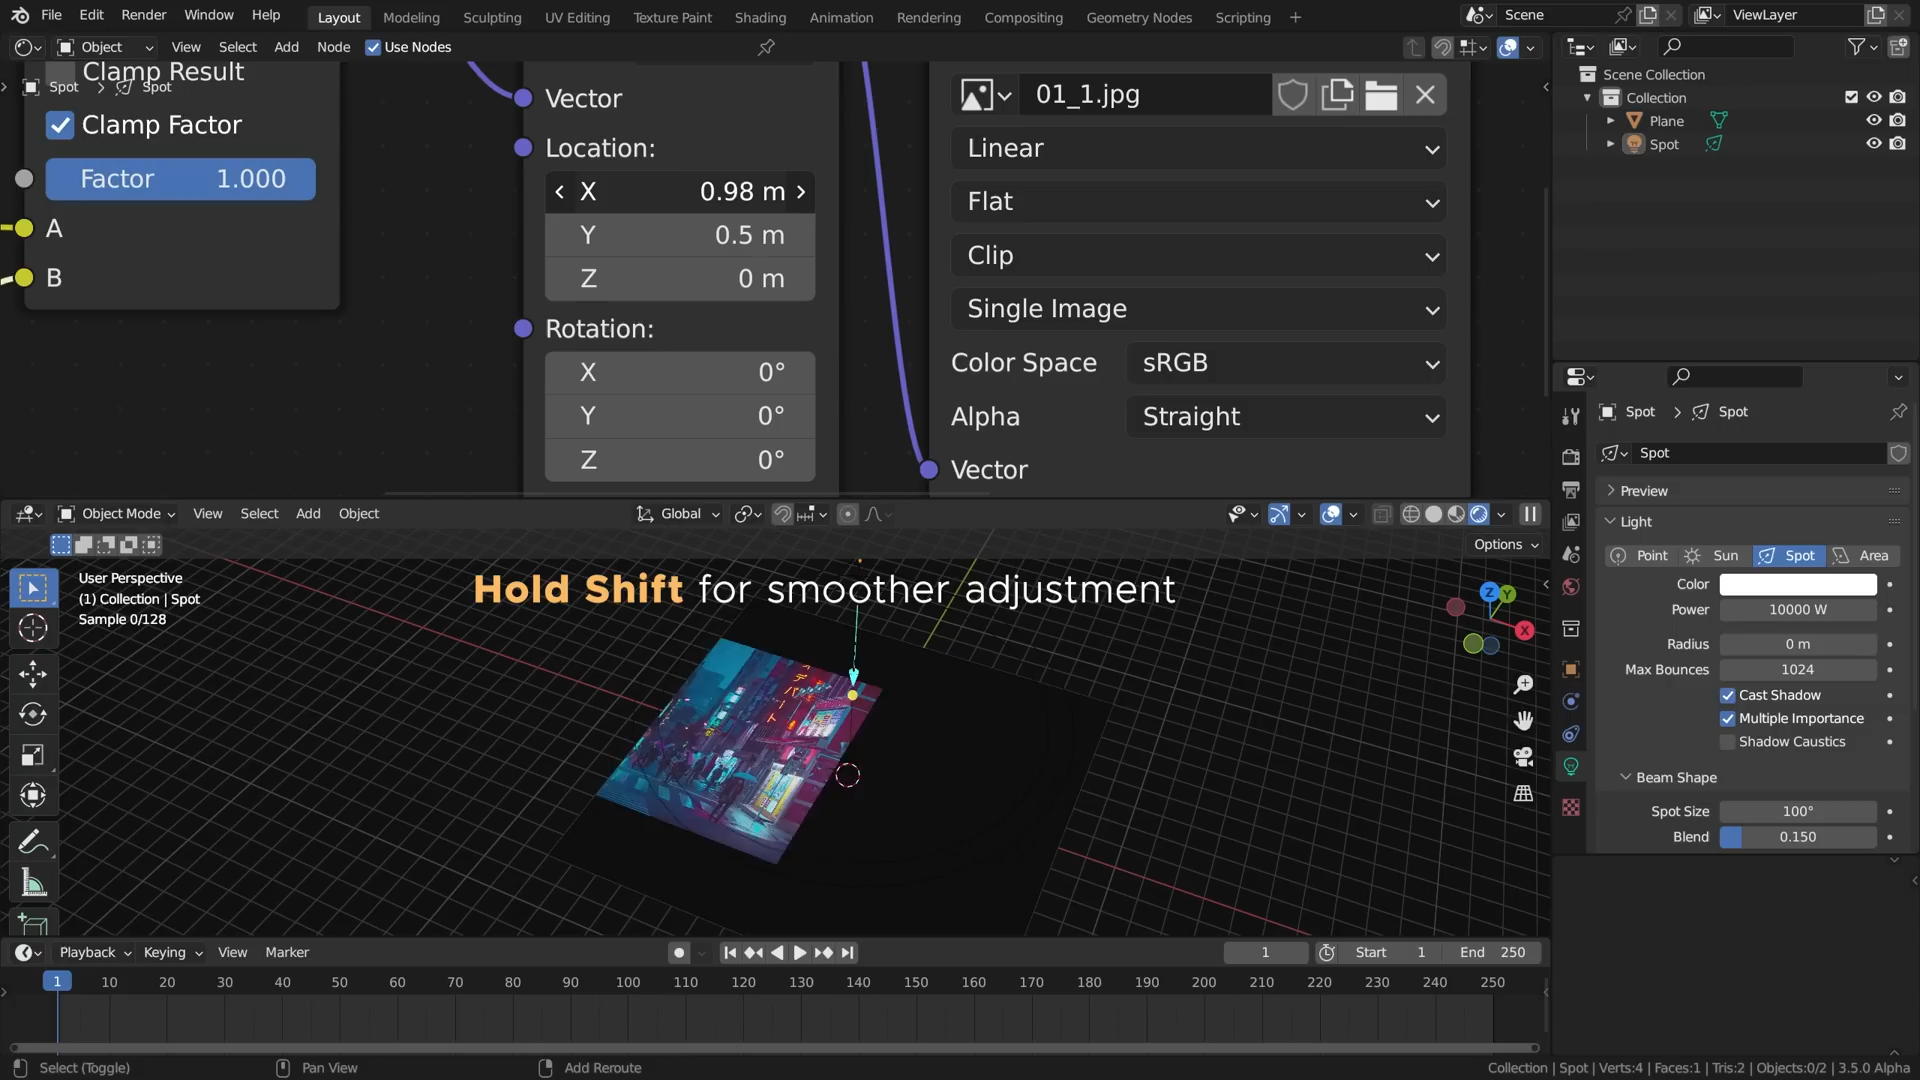 File Edit Render Window Help Layout Modeling Sculpting UV Editing Texture Paint Shading Animation Rendering Compositing Geometry Nodes Scripting + Scene ViewLayer
Object View Select Add Node Use Nodes
Clamp Result
Spot > Spot
Clamp Factor
Factor 1.000
A
B
Vector
Location:
X 0.98 m
Y 0.5 m
Z 0 m
Rotation:
X 0°
Y 0°
Z 0°
01_1.jpg
Linear
Flat
Clip
Single Image
Color Space sRGB
Alpha Straight
Vector
Scene Collection
Collection
Plane
Spot
Spot > Spot
Spot
Preview
Light
Point Sun Spot Area
Color
Power 10000 W
Radius 0 m
Max Bounces 1024
Cast Shadow
Multiple Importance
Shadow Caustics
Beam Shape
Spot Size 100°
Blend 0.150
Object Mode View Select Add Object Global
Options
User Perspective
(1) Collection | Spot
Sample 0/128
Hold Shift for smoother adjustment
Z Y
X
デ
パ
ー
ト
Playback Keying View Marker 1 Start 1 End 250
1 10 20 30 40 50 60 70 80 90 100 110 120 130 140 150 160 170 180 190 200 210 220 230 240 250
Select (Toggle) Pan View Add Reroute Collection | Spot | Verts:4 | Faces:1 | Tris:2 | Objects:0/2 | 3.5.0 Alpha